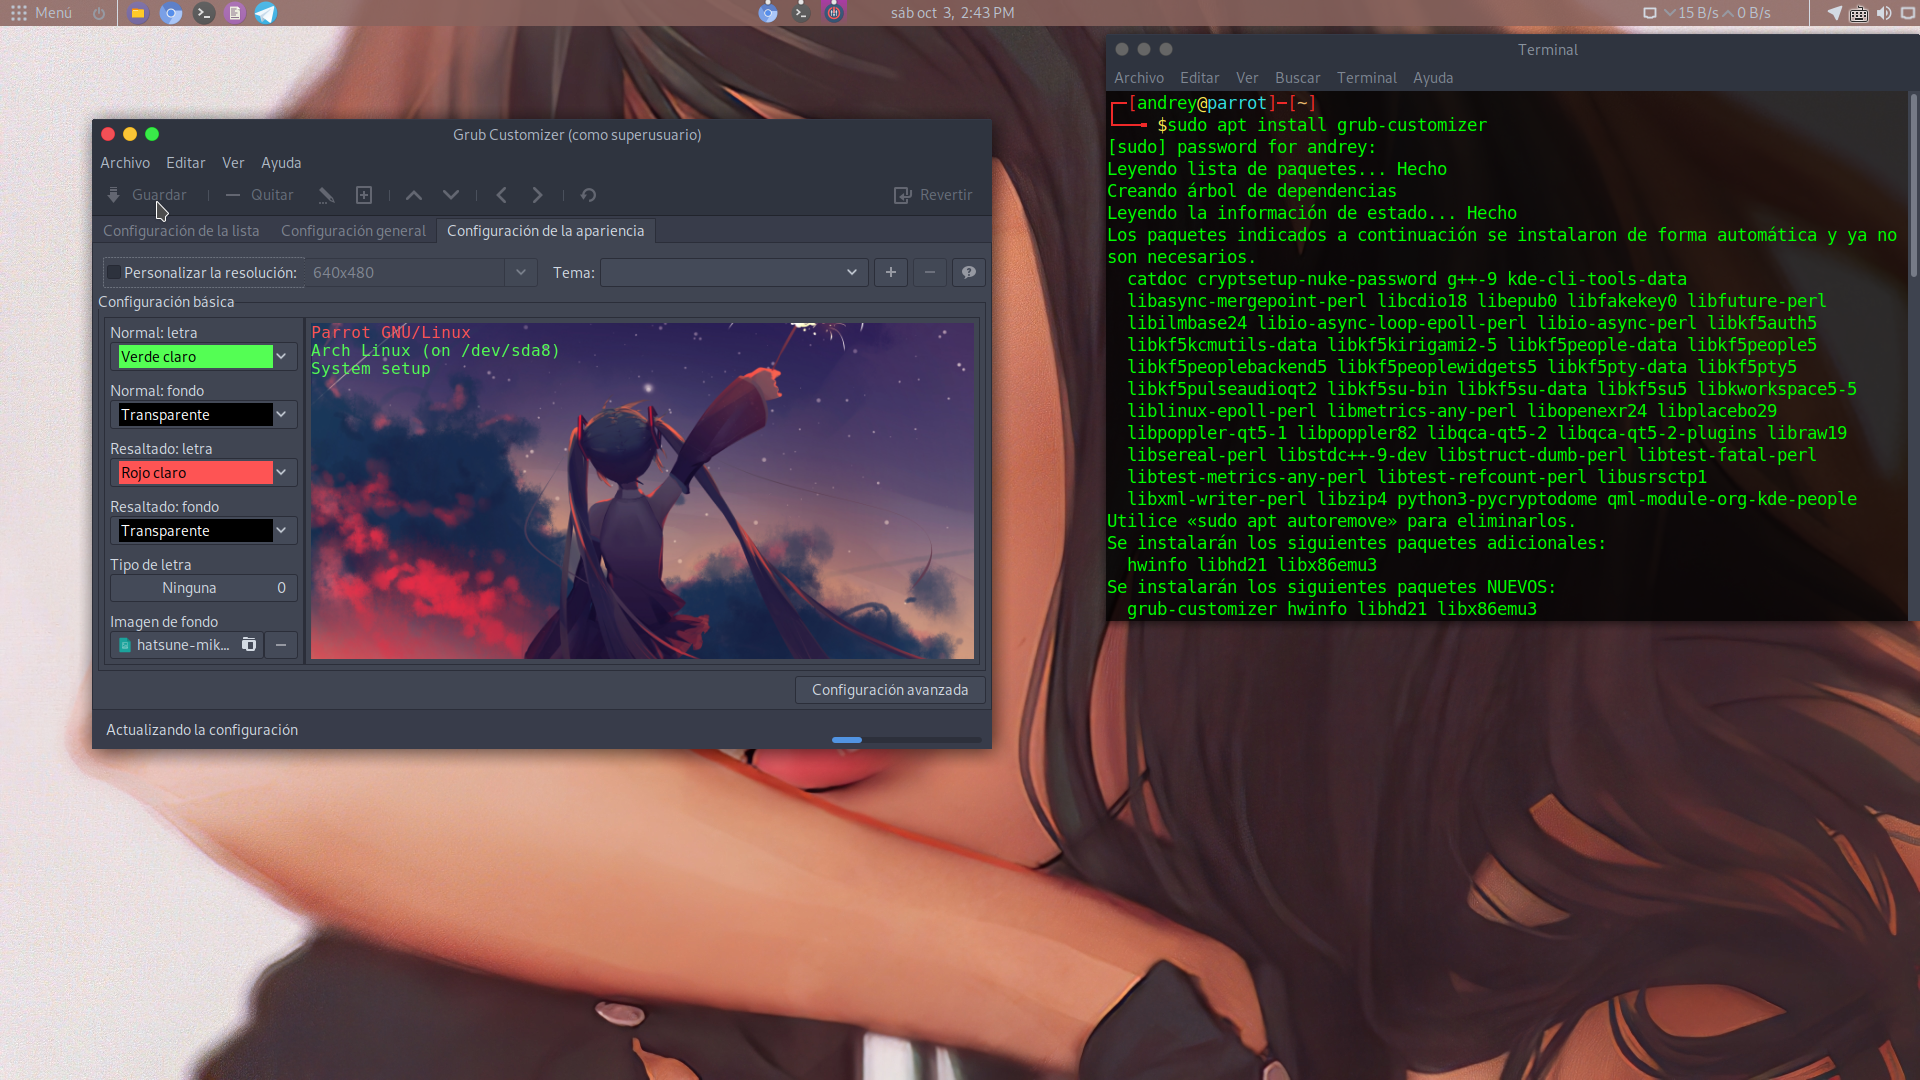 Menú
sáb oct 3, 2:43 PM
15 B/s 0 B/s
Grub Customizer (como superusuario)
Archivo Editar Ver Ayuda
Guardar Quitar Revertir
Configuración de la lista Configuración general Configuración de la apariencia
Personalizar la resolución: 640x480 Tema:
Configuración básica
Normal: letra
Verde claro
Normal: fondo
Transparente
Resaltado: letra
Rojo claro
Resaltado: fondo
Transparente
Tipo de letra
Ninguna 0
Imagen de fondo
hatsune-mik...
Parrot GNU/Linux
Arch Linux (on /dev/sda8)
System setup
Configuración avanzada
Actualizando la configuración
Terminal
Archivo Editar Ver Buscar Terminal Ayuda
┌─[andrey@parrot]─[~]
└──╼ $sudo apt install grub-customizer
[sudo] password for andrey:
Leyendo lista de paquetes... Hecho
Creando árbol de dependencias
Leyendo la información de estado... Hecho
Los paquetes indicados a continuación se instalaron de forma automática y ya no
son necesarios.
catdoc cryptsetup-nuke-password g++-9 kde-cli-tools-data
libasync-mergepoint-perl libcdio18 libepub0 libfakekey0 libfuture-perl
libilmbase24 libio-async-loop-epoll-perl libio-async-perl libkf5auth5
libkf5kcmutils-data libkf5kirigami2-5 libkf5people-data libkf5people5
libkf5peoplebackend5 libkf5peoplewidgets5 libkf5pty-data libkf5pty5
libkf5pulseaudioqt2 libkf5su-bin libkf5su-data libkf5su5 libkworkspace5-5
liblinux-epoll-perl libmetrics-any-perl libopenexr24 libplacebo29
libpoppler-qt5-1 libpoppler82 libqca-qt5-2 libqca-qt5-2-plugins libraw19
libsereal-perl libstdc++-9-dev libstruct-dumb-perl libtest-fatal-perl
libtest-metrics-any-perl libtest-refcount-perl libusrsctp1
libxml-writer-perl libzip4 python3-pycryptodome qml-module-org-kde-people
Utilice «sudo apt autoremove» para eliminarlos.
Se instalarán los siguientes paquetes adicionales:
hwinfo libhd21 libx86emu3
Se instalarán los siguientes paquetes NUEVOS:
grub-customizer hwinfo libhd21 libx86emu3